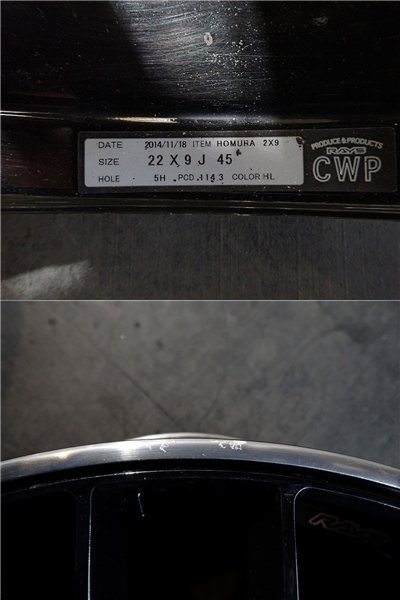 DATE 2014/11/18 ITEM HOMURA 2X9
SIZE 22 X 9 J 45
HOLE 5H PCD 114.3 COLOR HL
PRODUCE & PRODUCTS
RAYS
CWP
RAYS